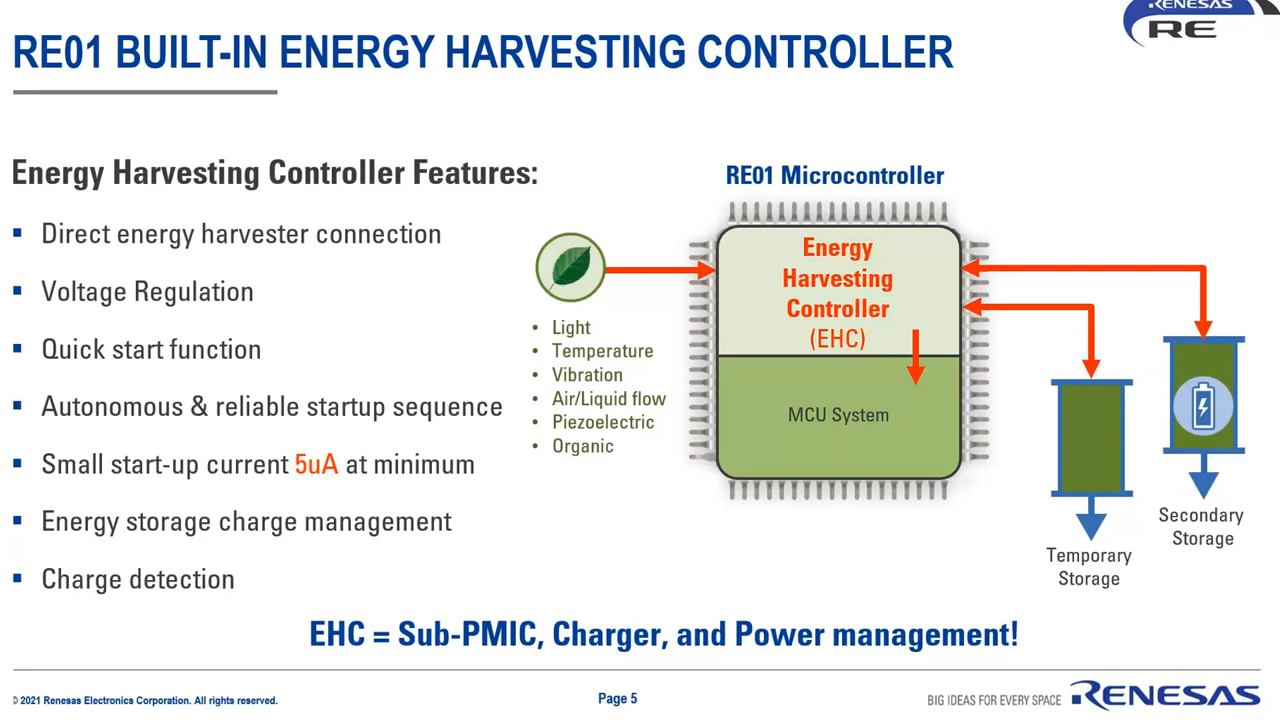 RENESAS
RE
RE01 BUILT-IN ENERGY HARVESTING CONTROLLER
Energy Harvesting Controller Features:
▪ Direct energy harvester connection
▪ Voltage Regulation
▪ Quick start function
▪ Autonomous & reliable startup sequence
▪ Small start-up current 5uA at minimum
▪ Energy storage charge management
▪ Charge detection
RE01 Microcontroller
Energy
Harvesting
Controller
(EHC)
MCU System
• Light
• Temperature
• Vibration
• Air/Liquid flow
• Piezoelectric
• Organic
Temporary
Storage
Secondary
Storage
EHC = Sub-PMIC, Charger, and Power management!
© 2021 Renesas Electronics Corporation. All rights reserved.
Page 5
BIG IDEAS FOR EVERY SPACE
RENESAS